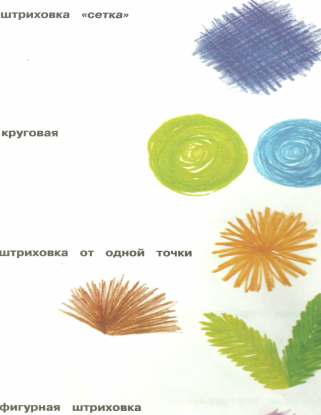 штриховка «сетка»
круговая
штриховка от одной точки
фигурная штриховка